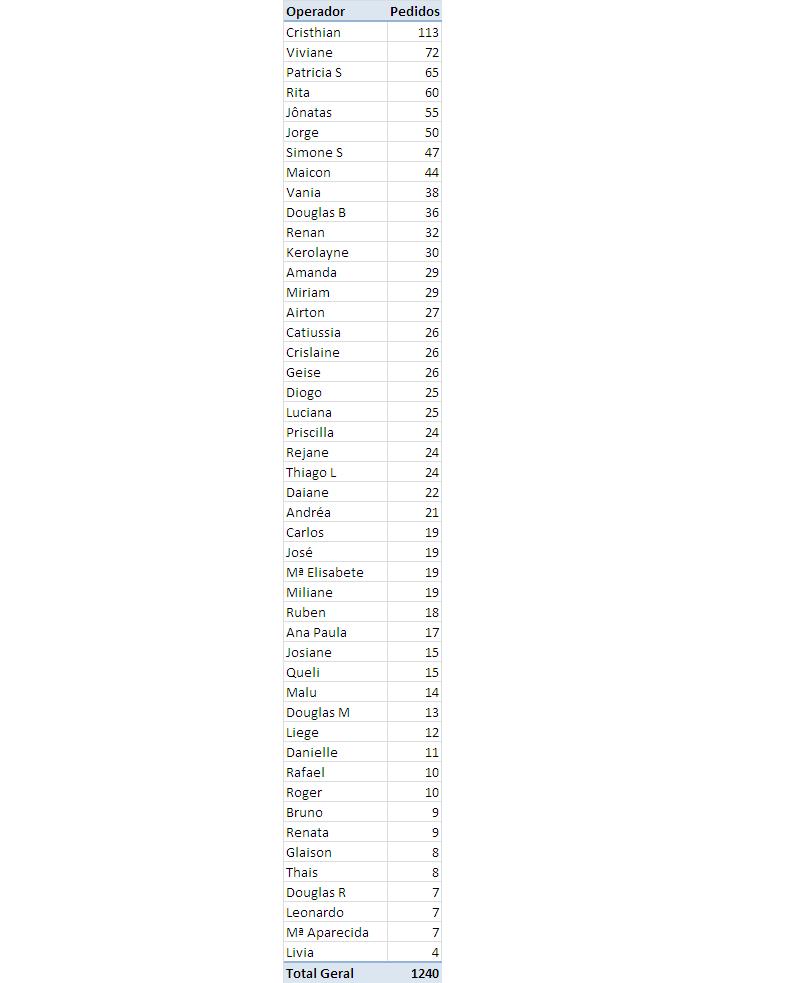 Operador Pedidos
Cristhian 113
Viviane 72
Patricia S 65
Rita 60
Jônatas 55
Jorge 50
Simone S 47
Maicon 44
Vania 38
Douglas B 36
Renan 32
Kerolayne 30
Amanda 29
Miriam 29
Airton 27
Catiussia 26
Crislaine 26
Geise 26
Diogo 25
Luciana 25
Priscilla 24
Rejane 24
Thiago L 24
Daiane 22
Andréa 21
Carlos 19
José 19
Mª Elisabete 19
Miliane 19
Ruben 18
Ana Paula 17
Josiane 15
Queli 15
Malu 14
Douglas M 13
Liege 12
Danielle 11
Rafael 10
Roger 10
Bruno 9
Renata 9
Glaison 8
Thais 8
Douglas R 7
Leonardo 7
Mª Aparecida 7
Livia 4
Total Geral 1240